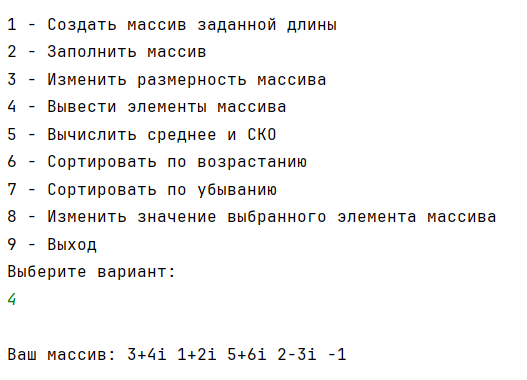 1 - Создать массив заданной длины
2 - Заполнить массив
3 - Изменить размерность массива
4 - Вывести элементы массива
5 - Вычислить среднее и СКО
6 - Сортировать по возрастанию
7 - Сортировать по убыванию
8 - Изменить значение выбранного элемента массива
9 - Выход
Выберите вариант:
4
Ваш массив: 3+4i 1+2i 5+6i 2-3i -1